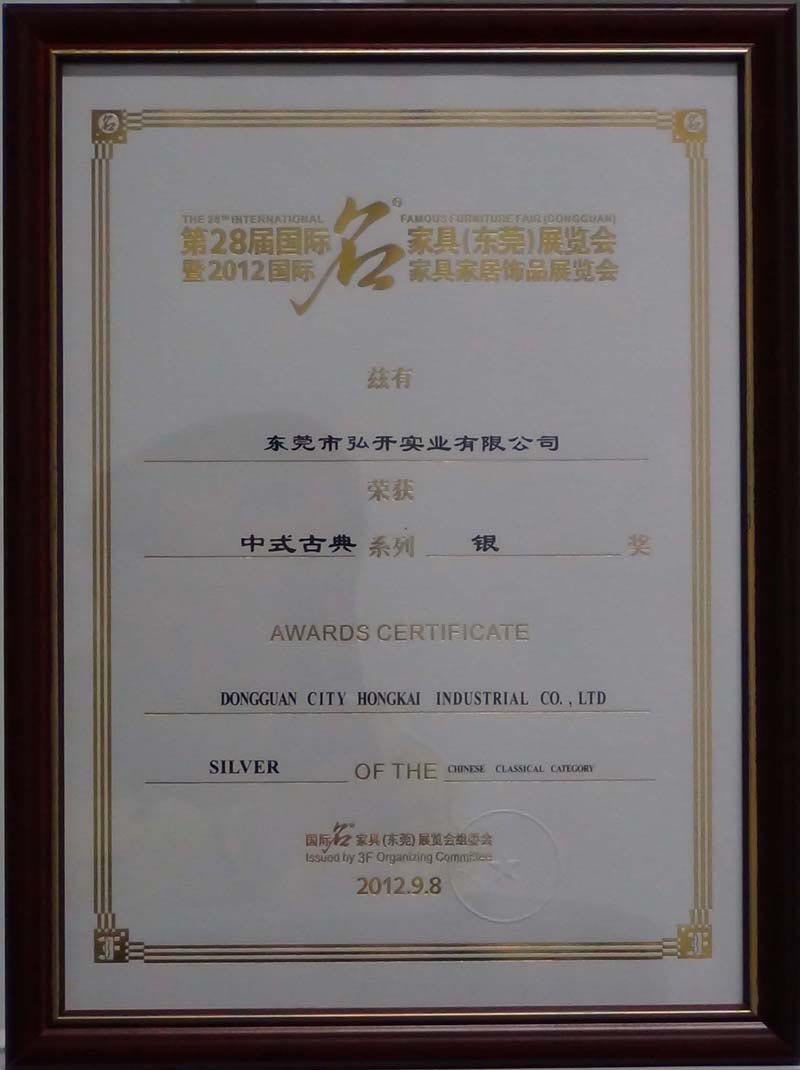 THE 28TH INTERNATIONAL 名® FAMOUS FURNITURE FAIR (DONGGUAN)
第28届国际名家具(东莞)展览会
暨2012国际名家具家居饰品展览会
兹有
东莞市弘开实业有限公司
荣获
中式古典 系列 银 奖
AWARDS CERTIFICATE
DONGGUAN CITY HONGKAI INDUSTRIAL CO.,LTD
SILVER OF THE CHINESE CLASSICAL CATEGORY
国际名家具(东莞)展览会组委会
Issued by 3F Organizing Committee
2012.9.8